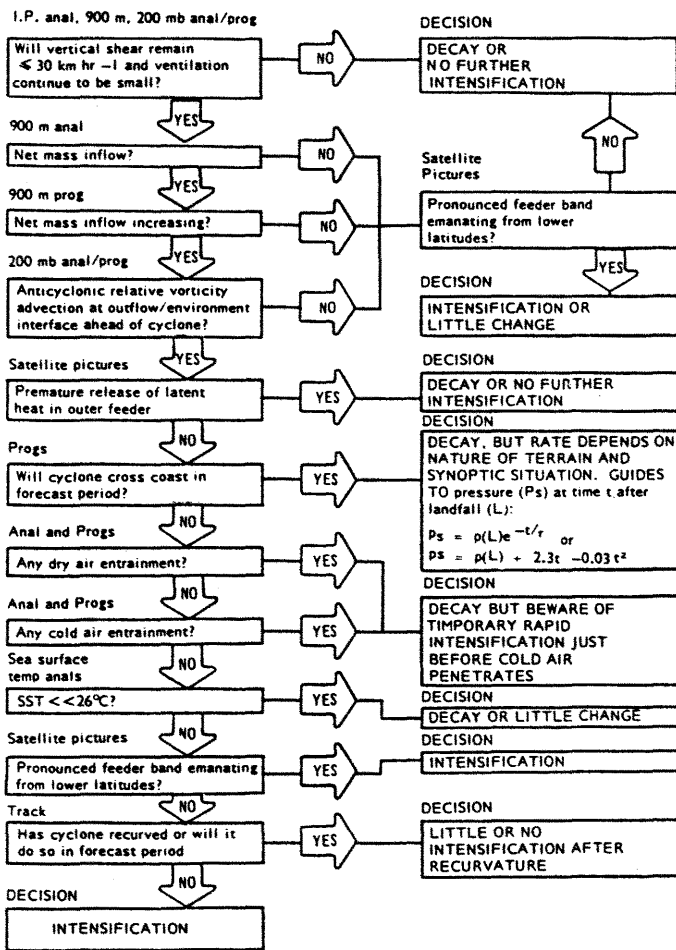 I.P. anal, 900 m, 200 mb anal/prog
Will vertical shear remain
⩽ 30 km hr –l and ventilation
continue to be small?
NO
DECISION
DECAY OR
NO FURTHER
INTENSIFICATION
YES
900 m anal
Net mass inflow?
NO
NO
Satellite
Pictures
YES
900 m prog
Net mass inflow increasing?
NO
Pronounced feeder band
emanating from lower
latitudes?
YES
YES
200 mb anal/prog
Anticyclonic relative vorticity
advection at outflow/environment
interface ahead of cyclone?
NO
DECISION
INTENSIFICATION OR
LITTLE CHANGE
YES
Satellite pictures
Premature release of latent
heat in outer feeder
YES
DECISION
DECAY OR NO FURTHER
INTENSIFICATION
NO
Progs
Will cyclone cross coast in
forecast period?
YES
DECISION
DECAY, BUT RATE DEPENDS ON
NATURE OF TERRAIN AND
SYNOPTIC SITUATION. GUIDES
TO pressure (Ps) at time t, after
landfall (L):
Ps = p(L)e^–t/τ or
ps = p(L) + 2.3t –0.03t²
NO
Anal and Progs
Any dry air entrainment?
YES
NO
Anal and Progs
Any cold air entrainment?
YES
DECISION
DECAY BUT BEWARE OF
TIMPORARY RAPID
INTENSIFICATION JUST
BEFORE COLD AIR
PENETRATES
NO
Sea surface
temp anals
SST <<26°C?
YES
DECISION
DECAY OR LITTLE CHANGE
NO
Satellite pictures
Pronounced feeder band emanating
from lower latitudes?
YES
DECISION
INTENSIFICATION
NO
Track
Has cyclone recurved or will it
do so in forecast period
YES
DECISION
LITTLE OR NO
INTENSIFICATION AFTER
RECURVATURE
NO
DECISION
INTENSIFICATION